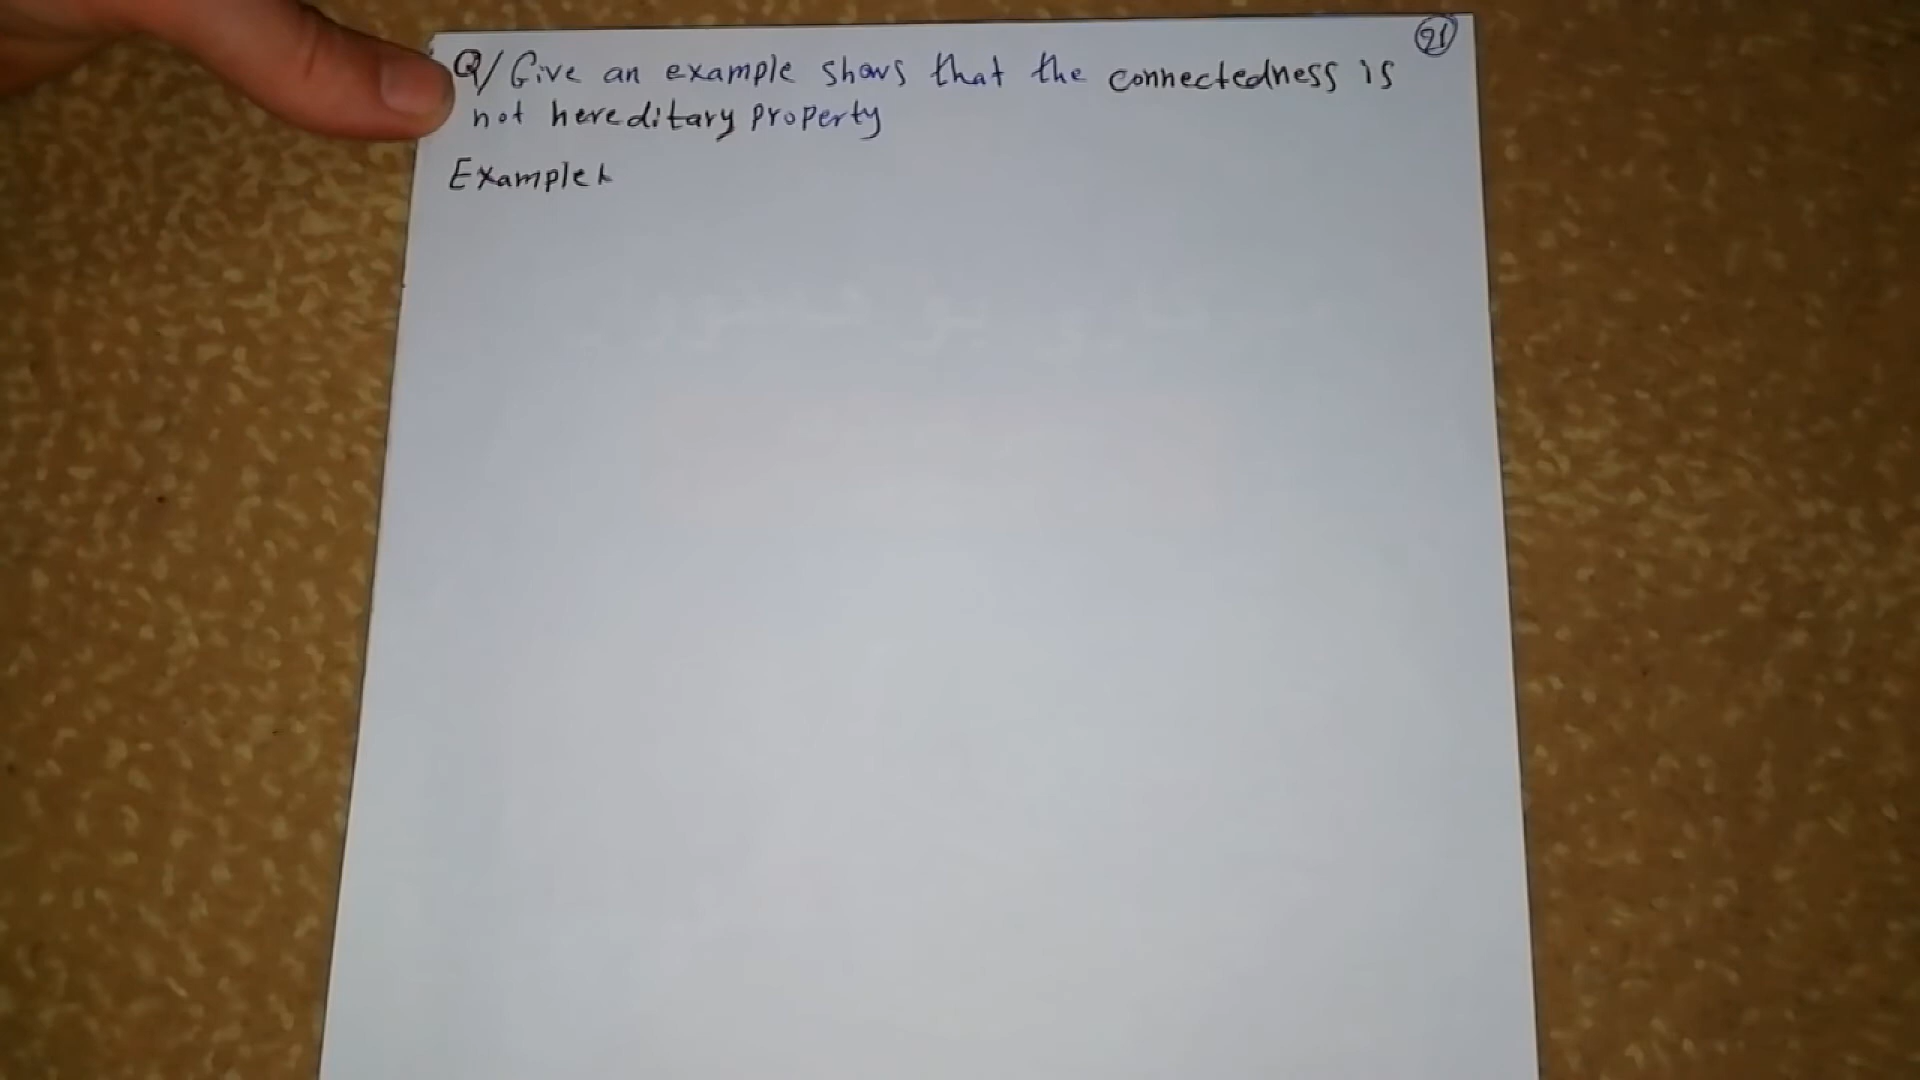 21
Q/ Give an example shows that the connectedness is
not hereditary property
Example